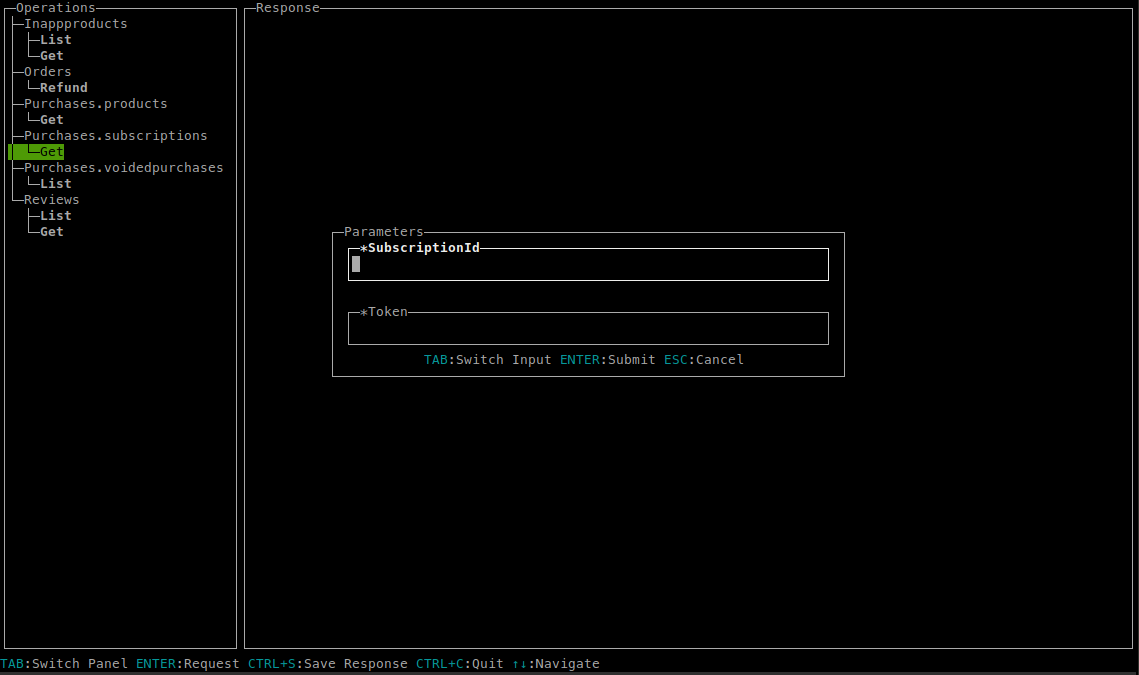 Operations
Inappproducts
List
Get
Orders
Refund
Purchases.products
Get
Purchases.subscriptions
Get
Purchases.voidedpurchases
List
Reviews
List
Get
Response
Parameters
*SubscriptionId
*Token
TAB:Switch Input ENTER:Submit ESC:Cancel
TAB:Switch Panel ENTER:Request CTRL+S:Save Response CTRL+C:Quit ↑↓:Navigate